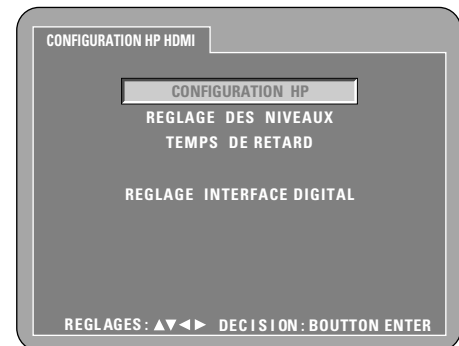 CONFIGURATION HP HDMI
CONFIGURATION HP
REGLAGE DES NIVEAUX
TEMPS DE RETARD
REGLAGE INTERFACE DIGITAL
REGLAGES: ▲▼◄► DECISION: BOUTTON ENTER